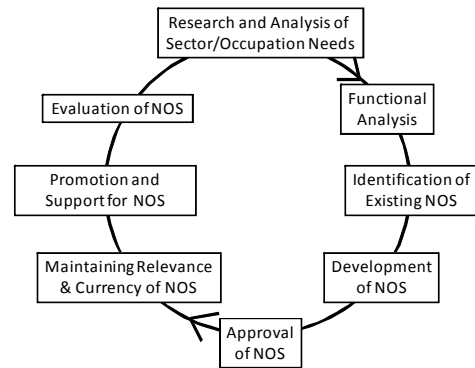 Research and Analysis of
Sector/Occupation Needs
Functional
Analysis
Identification of
Existing NOS
Development
of NOS
Approval
of NOS
Maintaining Relevance
& Currency of NOS
Promotion and
Support for NOS
Evaluation of NOS